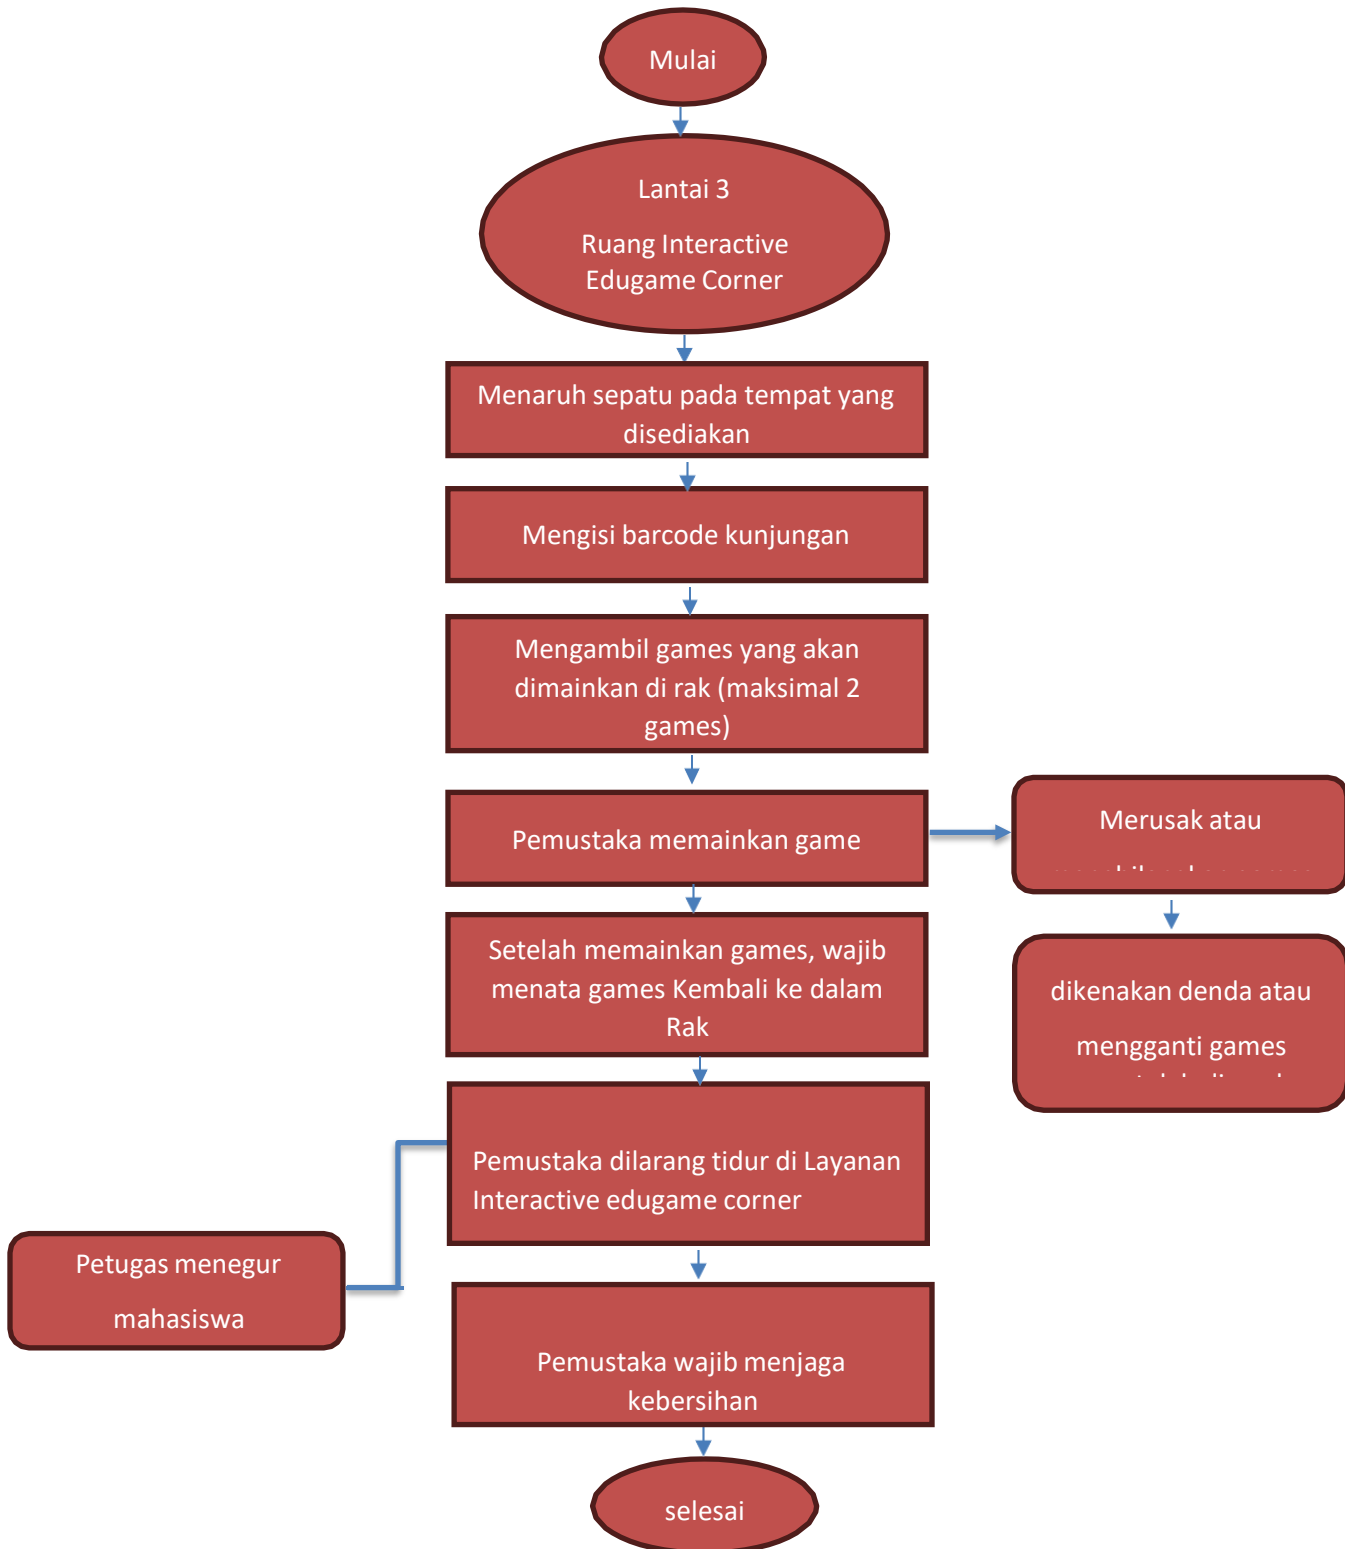 Mulai
Lantai 3
Ruang Interactive
Edugame Corner
Menaruh sepatu pada tempat yang
disediakan
Mengisi barcode kunjungan
Mengambil games yang akan
dimainkan di rak (maksimal 2
games)
Pemustaka memainkan game
Merusak atau
Setelah memainkan games, wajib
menata games Kembali ke dalam
Rak
dikenakan denda atau
mengganti games
Pemustaka dilarang tidur di Layanan
Interactive edugame corner
Petugas menegur
mahasiswa
Pemustaka wajib menjaga
kebersihan
selesai